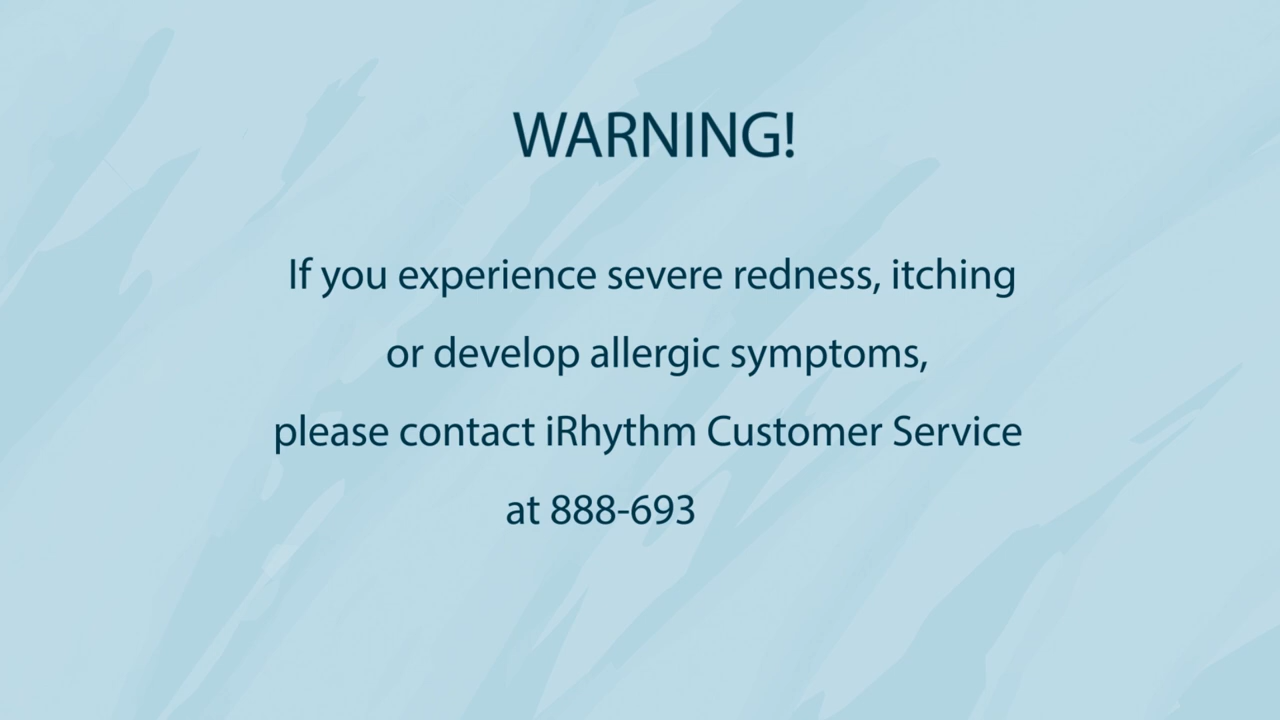 WARNING!
If you experience severe redness, itching
or develop allergic symptoms,
please contact iRhythm Customer Service
at 888-693